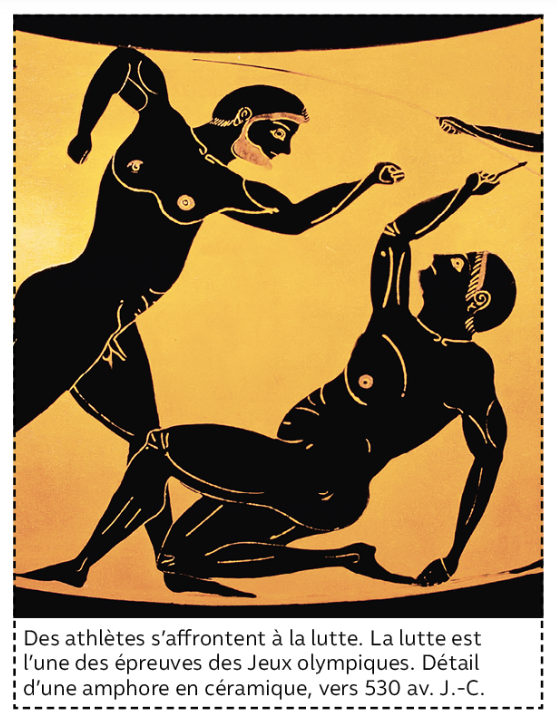 Des athlètes s’affrontent à la lutte. La lutte est
l’une des épreuves des Jeux olympiques. Détail
d’une amphore en céramique, vers 530 av. J.-C.